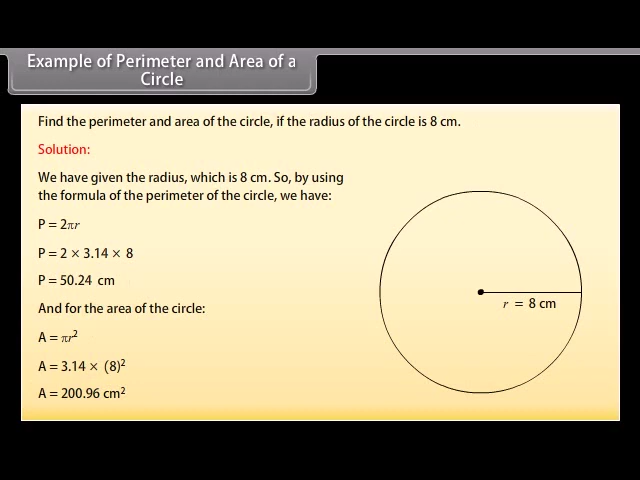 Example of Perimeter and Area of a
Circle
Find the perimeter and area of the circle, if the radius of the circle is 8 cm.
Solution:
We have given the radius, which is 8 cm. So, by using
the formula of the perimeter of the circle, we have:
P = 2πr
P = 2 × 3.14 × 8
P = 50.24 cm
And for the area of the circle:
A = πr²
A = 3.14 × (8)²
A = 200.96 cm²
r = 8 cm